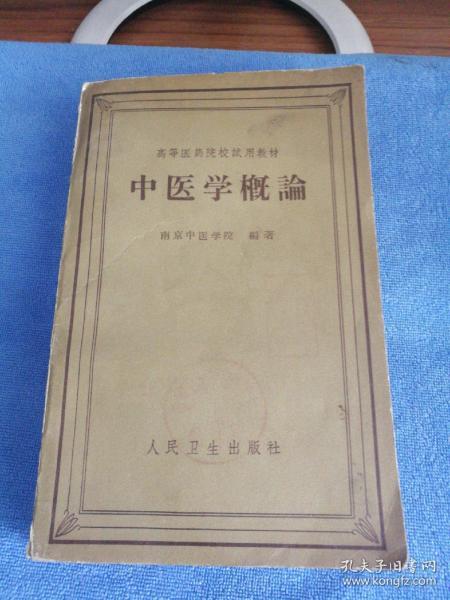 高等医药院校試用教材
中医学概論
南京中医学院 編著
人民卫生出版社
孔夫子旧书网
www.kongfz.com